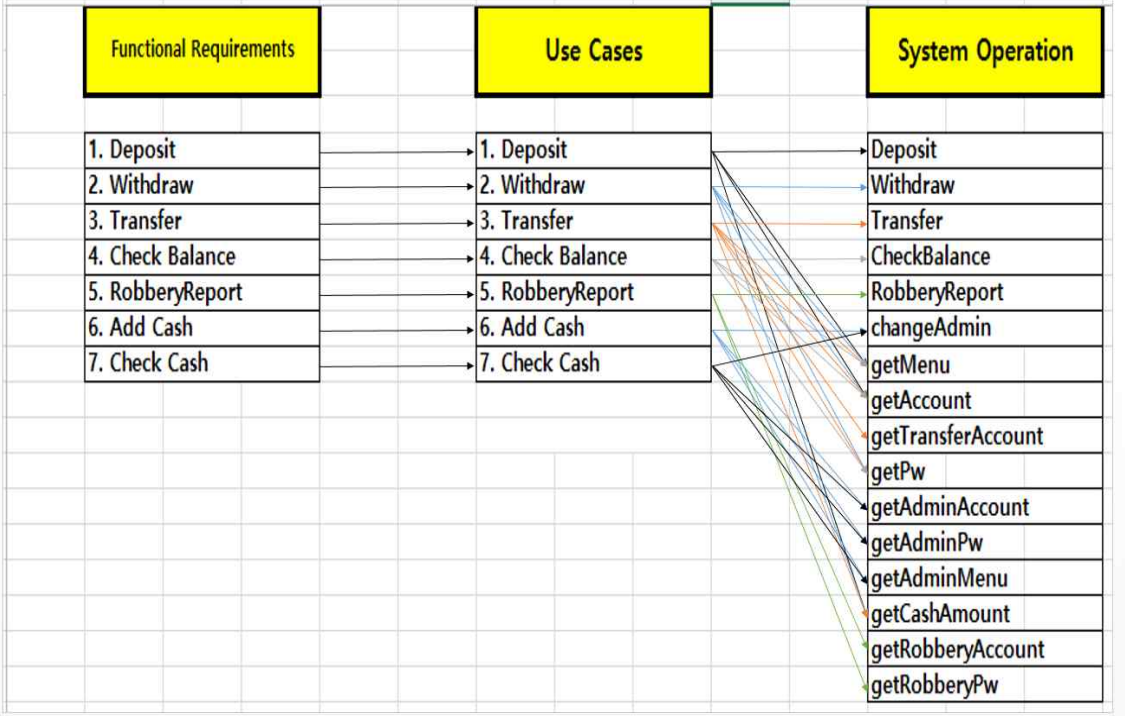 Functional Requirements
Use Cases
System Operation
1. Deposit
2. Withdraw
3. Transfer
4. Check Balance
5. RobberyReport
6. Add Cash
7. Check Cash
1. Deposit
2. Withdraw
3. Transfer
4. Check Balance
5. RobberyReport
6. Add Cash
7. Check Cash
Deposit
Withdraw
Transfer
CheckBalance
RobberyReport
changeAdmin
getMenu
getAccount
getTransferAccount
getPw
getAdminAccount
getAdminPw
getAdminMenu
getCashAmount
getRobberyAccount
getRobberyPw